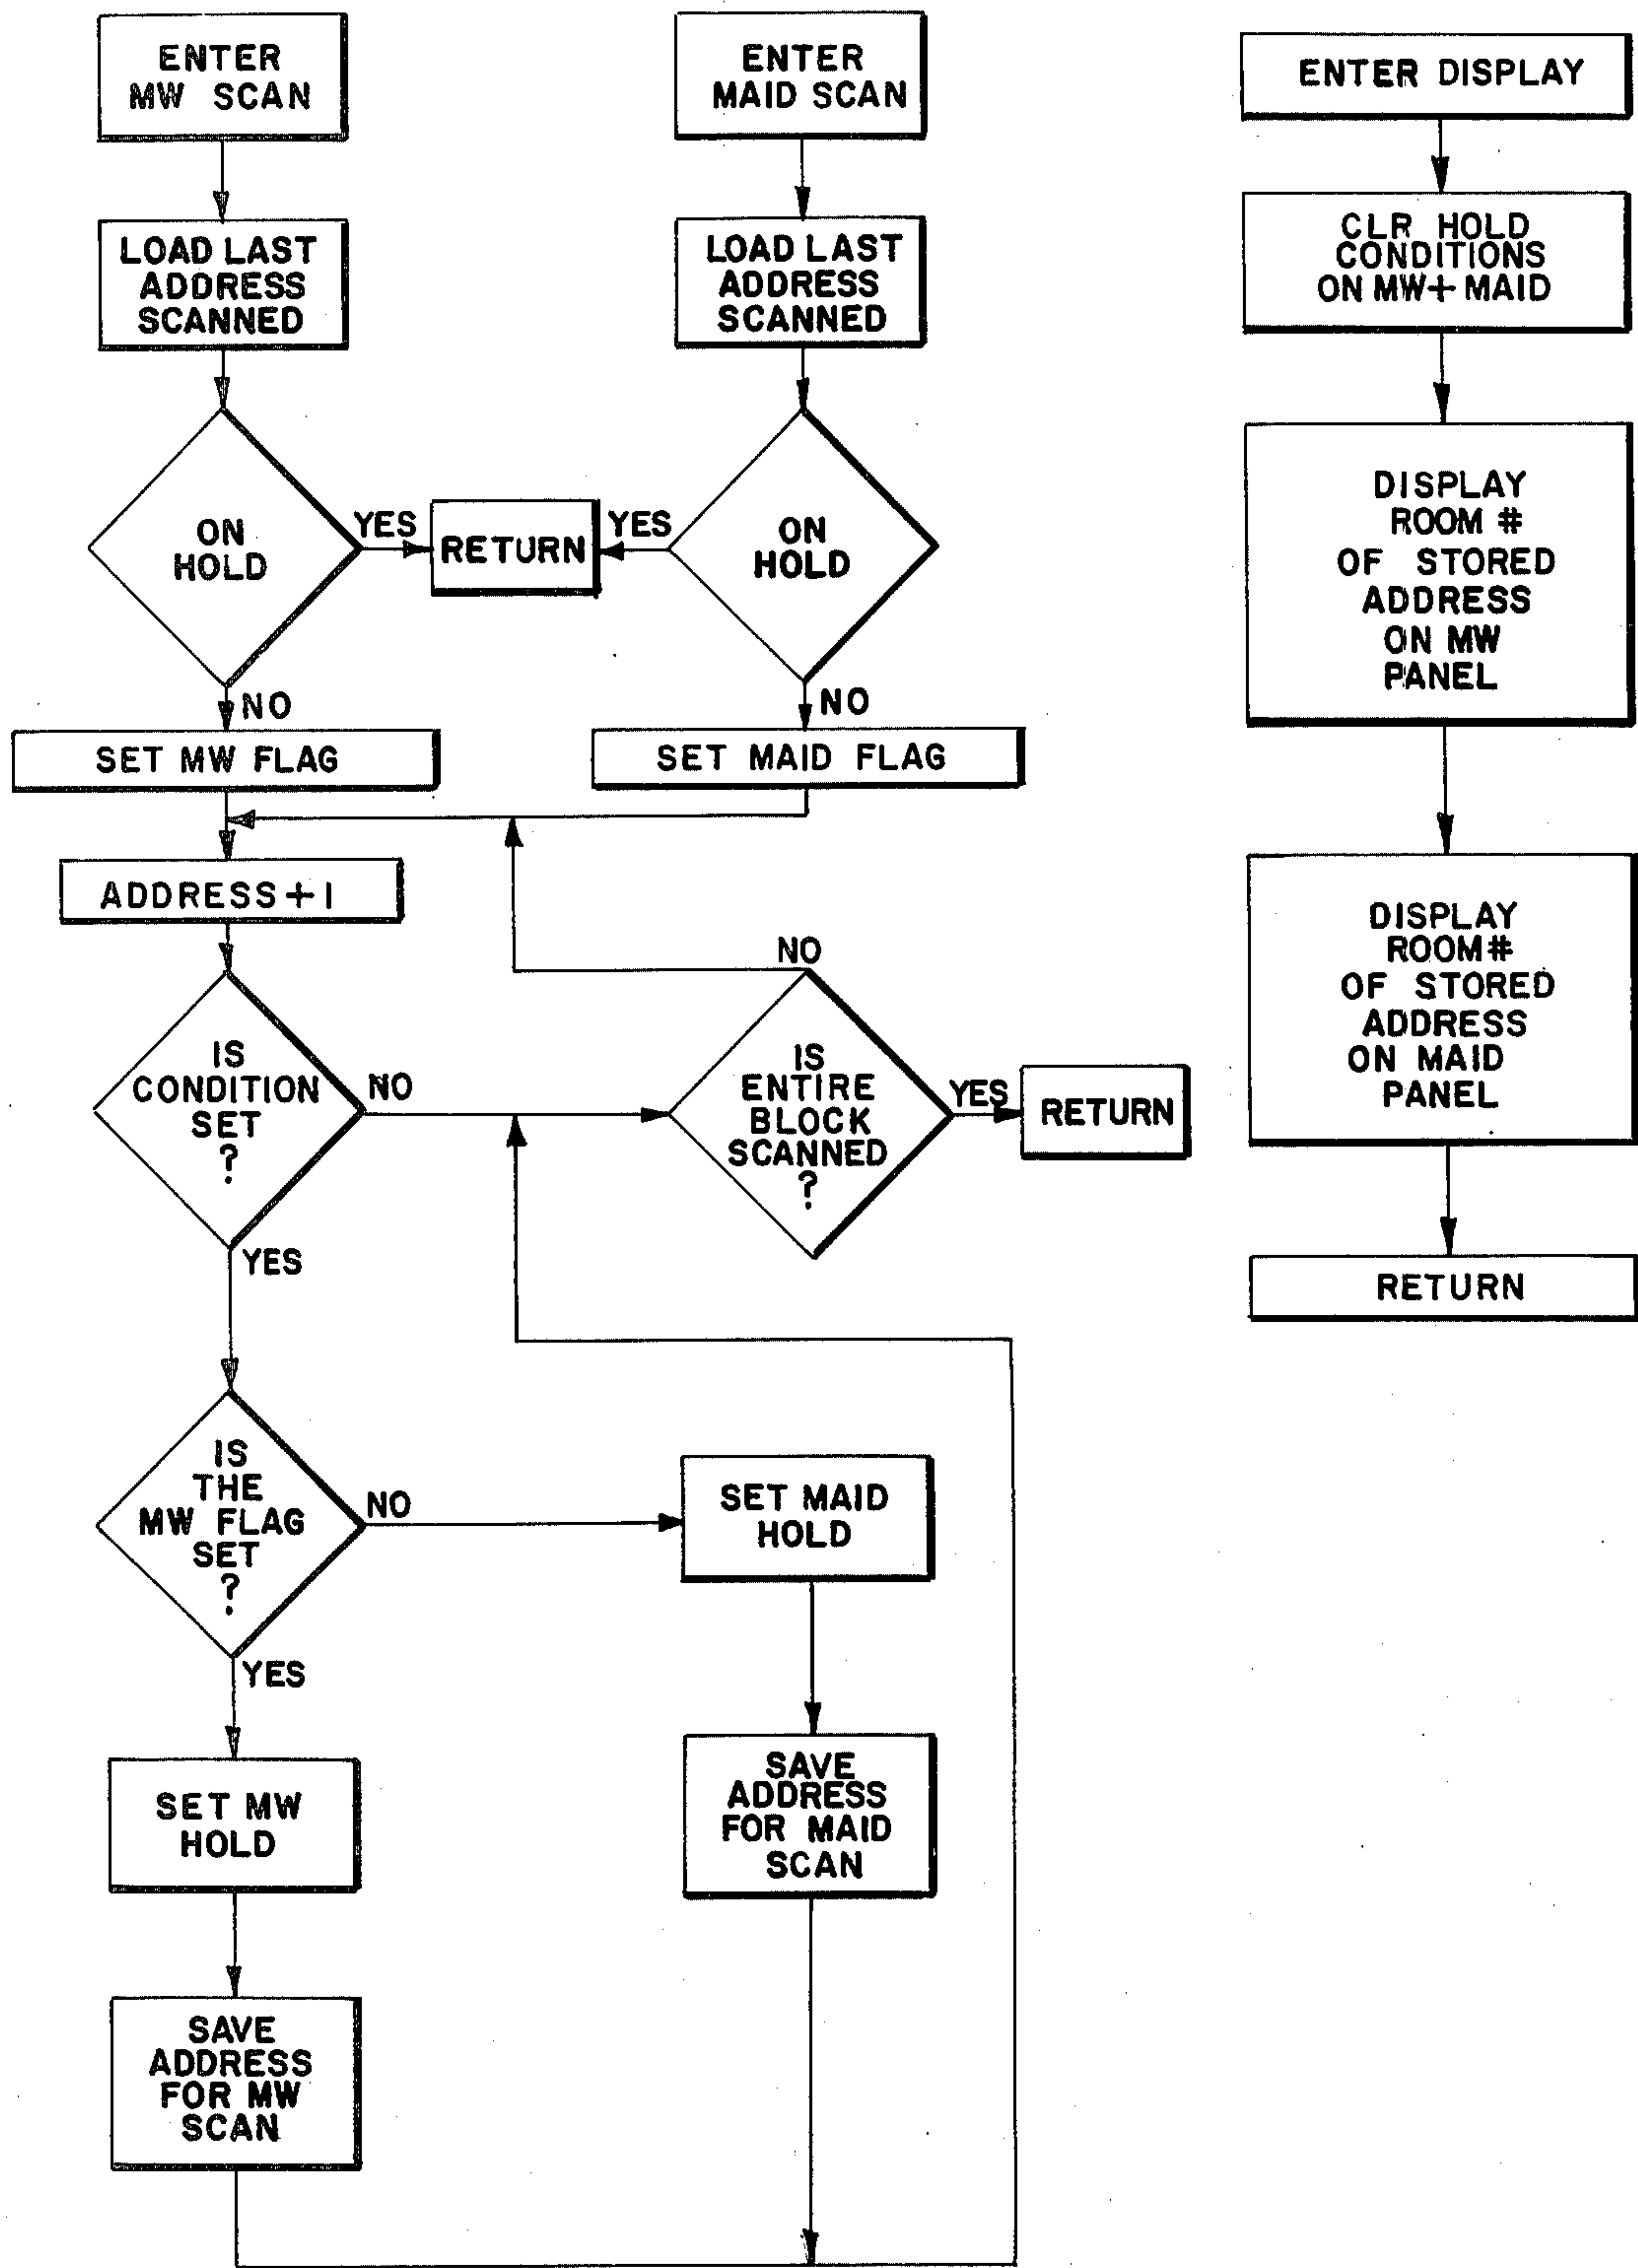 ENTER
MW SCAN
LOAD LAST
ADDRESS
SCANNED
ON
HOLD
YES
RETURN
NO
SET MW FLAG
ENTER
MAID SCAN
LOAD LAST
ADDRESS
SCANNED
ON
HOLD
YES
NO
SET MAID FLAG
ADDRESS+1
IS
CONDITION
SET
?
NO
YES
IS
ENTIRE
BLOCK
SCANNED
?
NO
YES
RETURN
IS
THE
MW FLAG
SET
?
NO
YES
SET MAID
HOLD
SAVE
ADDRESS
FOR MAID
SCAN
SET MW
HOLD
SAVE
ADDRESS
FOR MW
SCAN
ENTER DISPLAY
CLR HOLD
CONDITIONS
ON MW+MAID
DISPLAY
ROOM #
OF STORED
ADDRESS
ON MW
PANEL
DISPLAY
ROOM#
OF STORED
ADDRESS
ON MAID
PANEL
RETURN